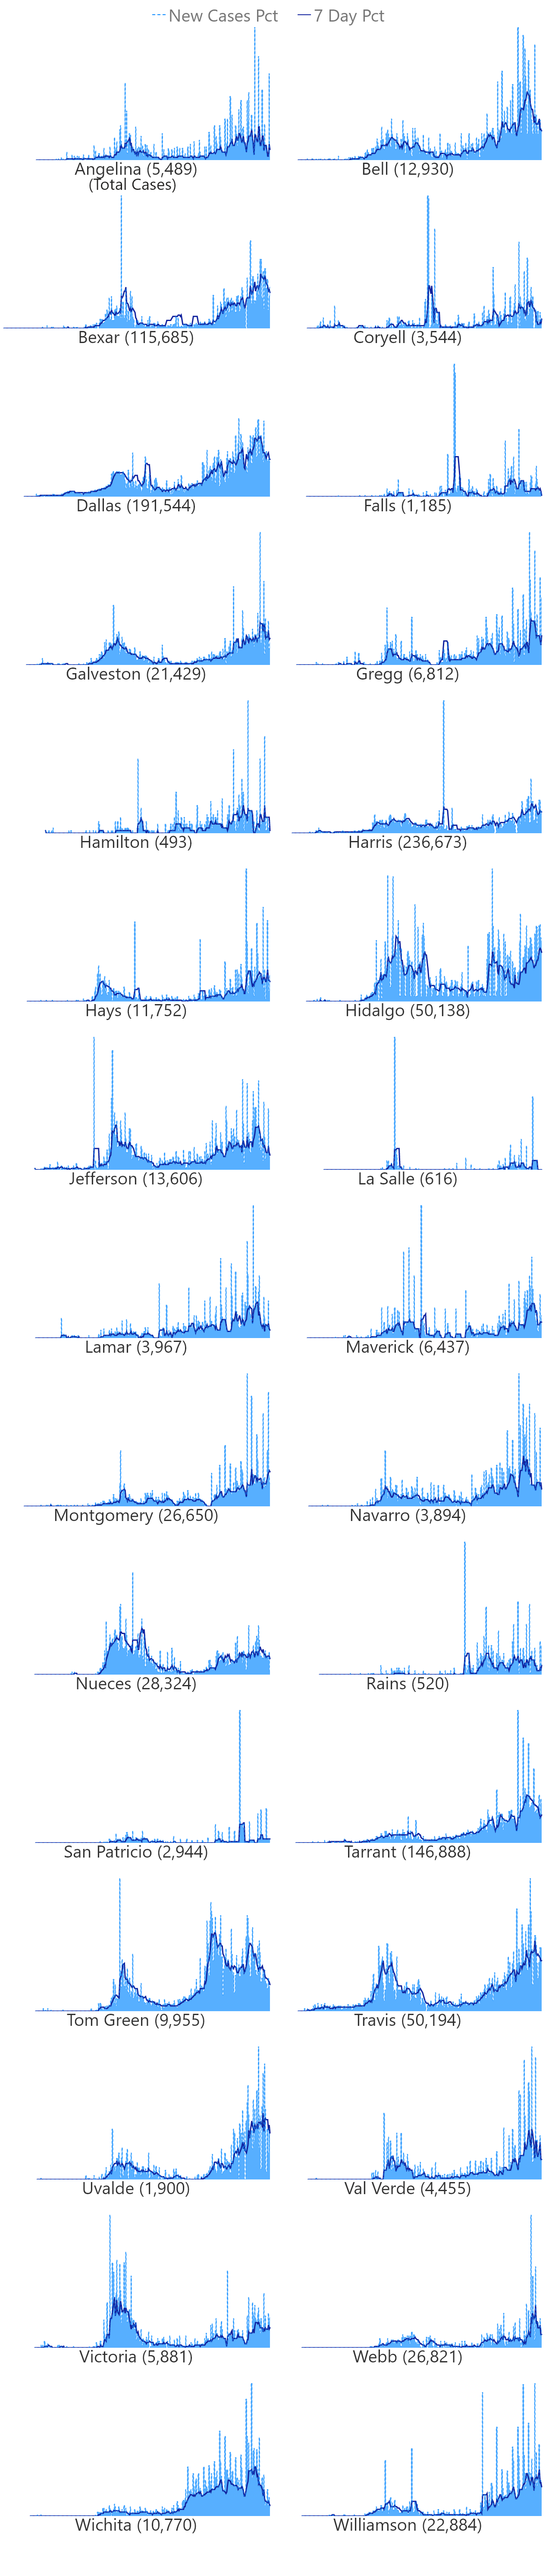 New Cases Pct 7 Day Pct
Angelina (5,489) Bell (12,930)
(Total Cases)
Bexar (115,685) Coryell (3,544)
Dallas (191,544) Falls (1,185)
Galveston (21,429) Gregg (6,812)
Hamilton (493) Harris (236,673)
Hays (11,752) Hidalgo (50,138)
Jefferson (13,606) La Salle (616)
Lamar (3,967) Maverick (6,437)
Montgomery (26,650) Navarro (3,894)
Nueces (28,324) Rains (520)
San Patricio (2,944) Tarrant (146,888)
Tom Green (9,955) Travis (50,194)
Uvalde (1,900) Val Verde (4,455)
Victoria (5,881) Webb (26,821)
Wichita (10,770) Williamson (22,884)